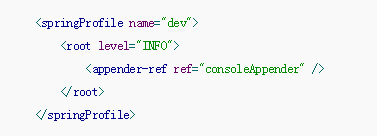 <springProfile name="dev">
<root level="INFO">
<appender-ref ref="consoleAppender" />
</root>
</springProfile>